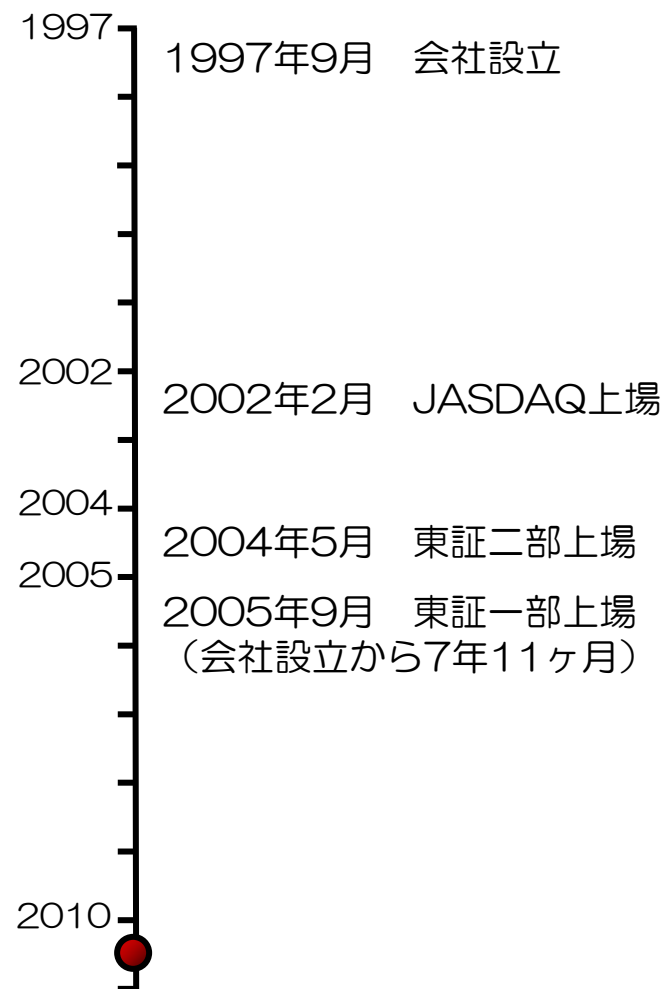 1997
1997年9月　会社設立
2002
2002年2月　JASDAQ上場
2004
2004年5月　東証二部上場
2005
2005年9月　東証一部上場
（会社設立から7年11ヶ月）
2010